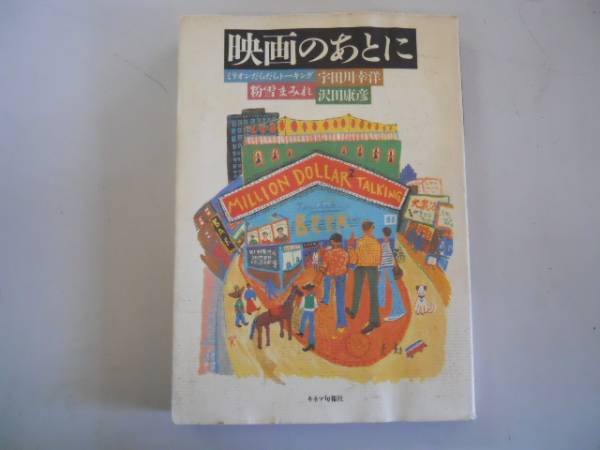 映画のあとに
ミリオンだらだらトーキング 宇田川幸洋
粉雪まみれ 沢田康彦
MILLION DOLLAR² TALKING
BEER
キネマ旬報社